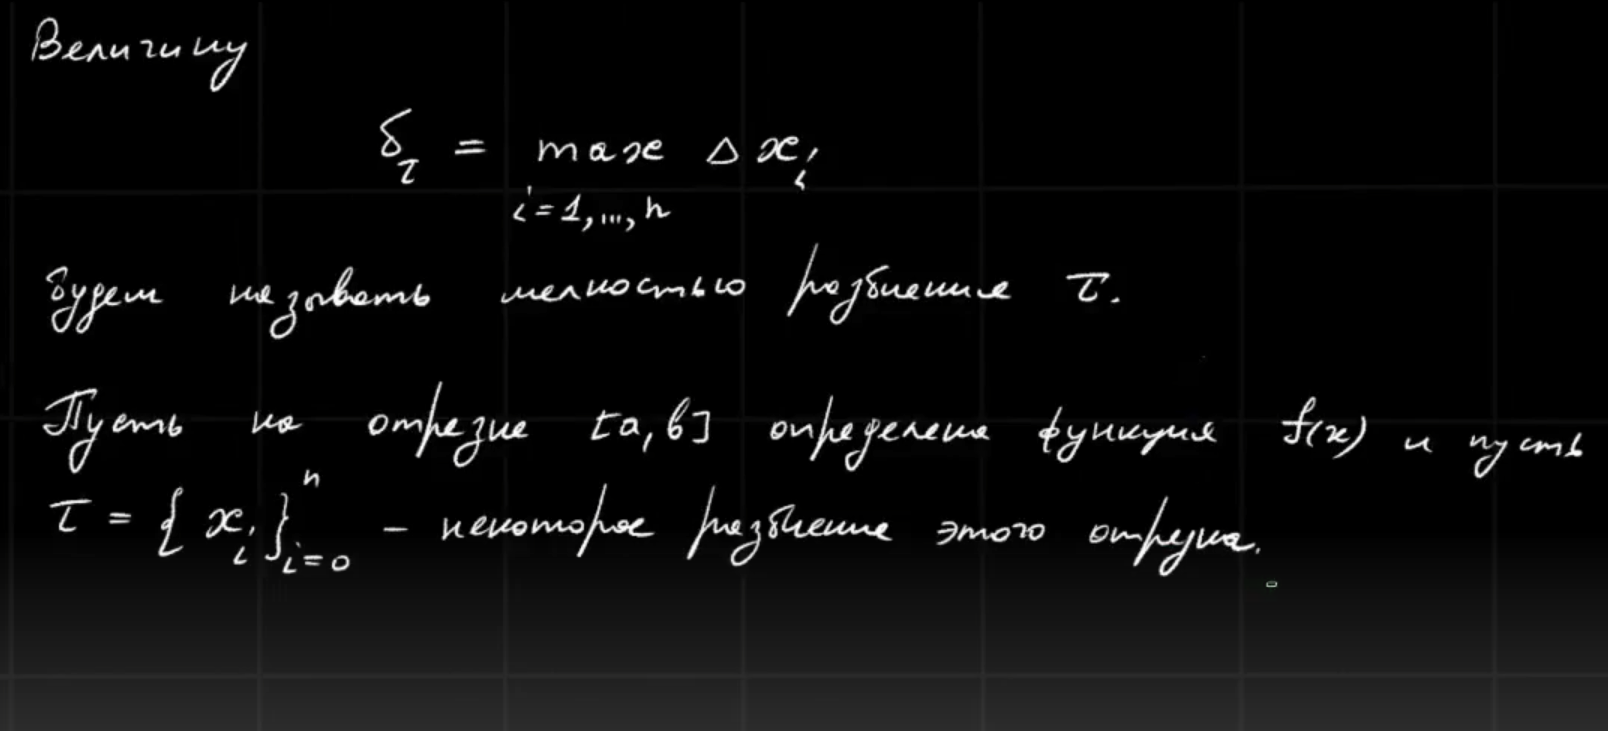 Величину
δ_τ = max Δx_i
i=1,...,n
будем называть мелкостью разбиения τ.
Пусть на отрезке [a,b] определена функция f(x) и пусть
τ = {x_i}_{i=0}^n – некоторое разбиение этого отрезка.